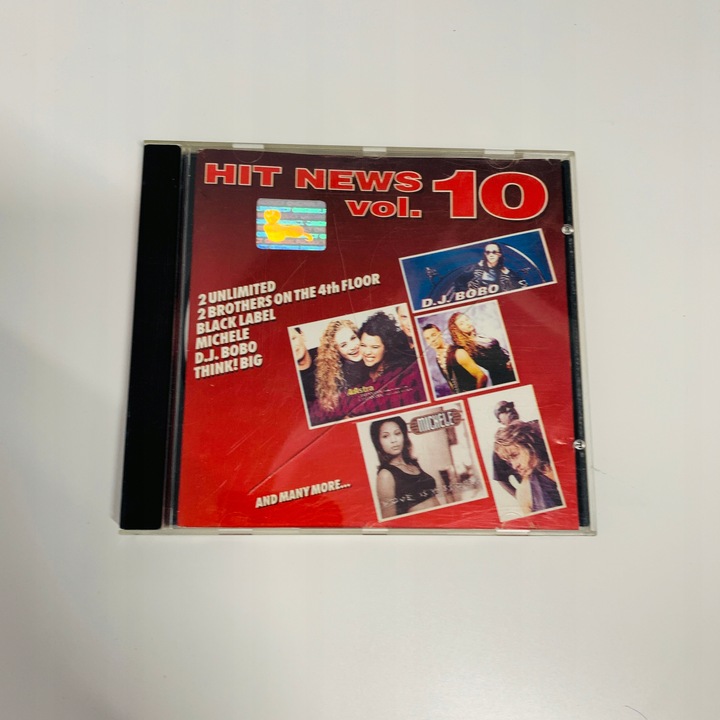 HIT NEWS
vol. 10
2 UNLIMITED
2 BROTHERS ON THE 4th FLOOR
BLACK LABEL
MICHELE
D.J. BOBO
THINK! BIG
AND MANY MORE...
D.J. BOBO
MICHELE